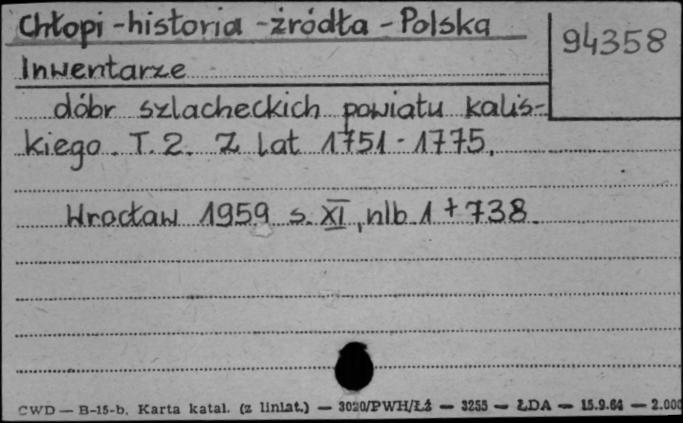 Chłopi - historia - źródła - Polska
94358
Inwentarze
dóbr szlacheckich powiatu kalis-
kiego. T. 2. Z lat 1751 - 1775.
Wrocław 1959 s. XI, nlb 1 + 738.
CWD — B-15-b. Karta katal. (z liniat.) — 3020/PWH/Łż — 3255 — ŁDA — 15.9.64 — 2.000